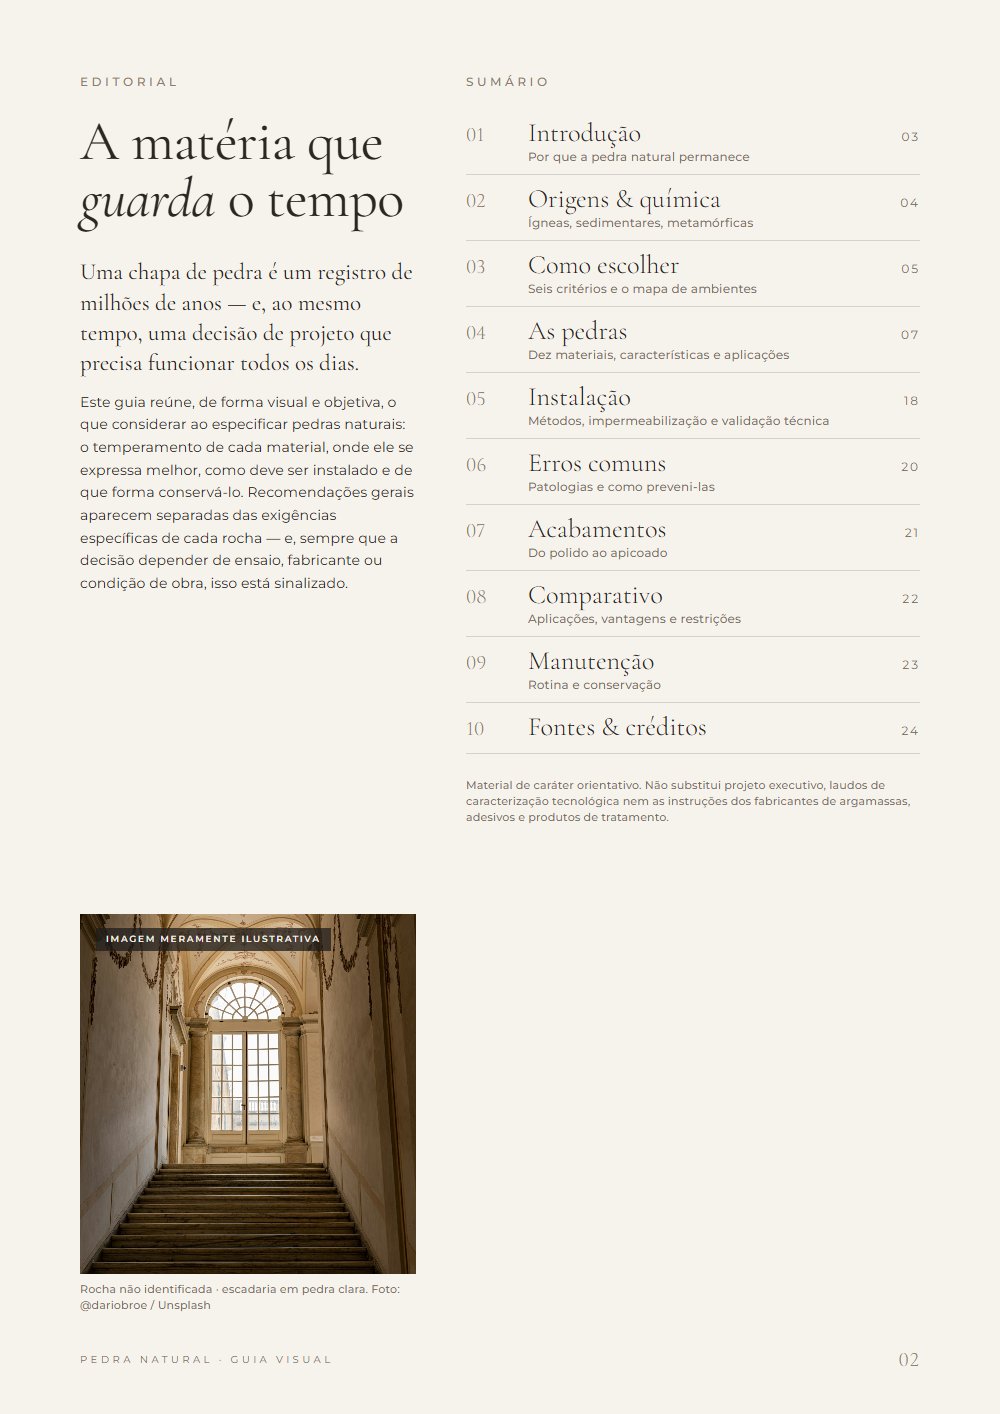 EDITORIAL
A matéria que
guarda o tempo
Uma chapa de pedra é um registro de
milhões de anos — e, ao mesmo
tempo, uma decisão de projeto que
precisa funcionar todos os dias.
Este guia reúne, de forma visual e objetiva, o
que considerar ao especificar pedras naturais:
o temperamento de cada material, onde ele se
expressa melhor, como deve ser instalado e de
que forma conservá-lo. Recomendações gerais
aparecem separadas das exigências
específicas de cada rocha — e, sempre que a
decisão depender de ensaio, fabricante ou
condição de obra, isso está sinalizado.
SUMÁRIO
01 Introdução 03
Por que a pedra natural permanece
02 Origens & química 04
Ígneas, sedimentares, metamórficas
03 Como escolher 05
Seis critérios e o mapa de ambientes
04 As pedras 07
Dez materiais, características e aplicações
05 Instalação 18
Métodos, impermeabilização e validação técnica
06 Erros comuns 20
Patologias e como preveni-las
07 Acabamentos 21
Do polido ao apicoado
08 Comparativo 22
Aplicações, vantagens e restrições
09 Manutenção 23
Rotina e conservação
10 Fontes & créditos 24
Material de caráter orientativo. Não substitui projeto executivo, laudos de
caracterização tecnológica nem as instruções dos fabricantes de argamassas,
adesivos e produtos de tratamento.
IMAGEM MERAMENTE ILUSTRATIVA
Rocha não identificada · escadaria em pedra clara. Foto:
@dariobroe / Unsplash
PEDRA NATURAL · GUIA VISUAL
02